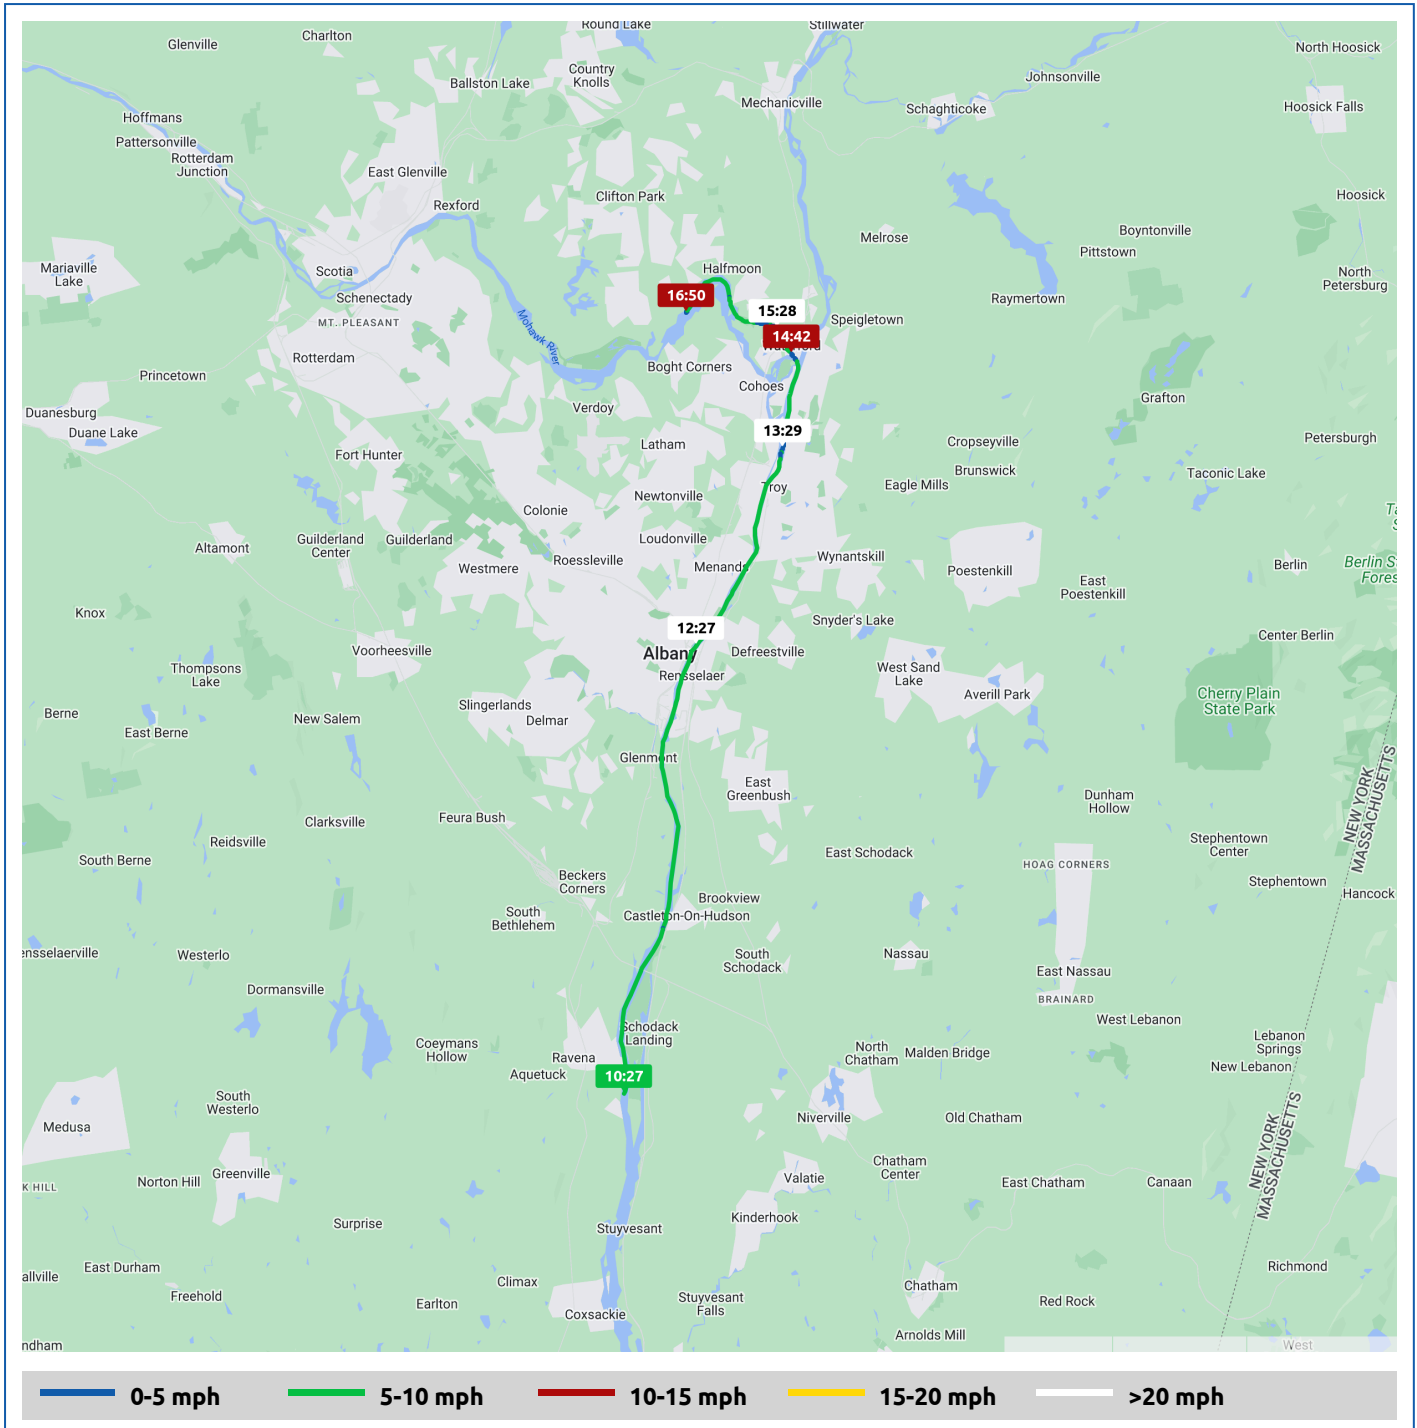 Round Lake
Stillwater
Charlton
Glenville
North Hoosick
Country
Knolls
Johnsonville
Ballston Lake
Mechanicville
Schaghticoke
Hoosick Falls
Hoffmans
Pattersonville
Rotterdam
Junction
East Glenville
Clifton Park
Hoosick
Rexford
Boyntonville
Melrose
Pittstown
Mariaville
Lake
Scotia
Halfmoon
North
Petersburg
16:50
Schenectady
Raymertown
15:28
MT. PLEASANT
Mohawk River
Speigletown
14:42
Rotterdam
Boght Corners
Princetown
Cohoes
Grafton
Duanesburg
Verdoy
Duane Lake
13:29
Petersburgh
Latham
Cropseyville
Fort Hunter
Brunswick
Taconic Lake
Troy
Eagle Mills
Newtonville
Colonie
Guilderland
Center
Guilderland
Loudonville
Altamont
Roessleville
Wynantskill
Menands
Westmere
Poestenkill
Berlin
Berlin S
Fores
East
Poestenkill
Knox
Snyder's Lake
12:27
Center Berlin
Voorheesville
Albany
Defreestville
Thompsons
Lake
Rensselaer
West Sand
Lake
Averill Park
Cherry Plain
State Park
Slingerlands
Berne
New Salem
Delmar
East Berne
Glenmont
East
Greenbush
Dunham
Hollow
NEW YORK
MASSACHUSETTS
Clarksville
Feura Bush
Reidsville
Stephentown
Center
South Berne
East Schodack
HOAG CORNERS
Beckers
Corners
Stephentown
Hancock
Brookview
South
Bethlehem
Castleton-On-Hudson
ensselaerville
Westerlo
South
Schodack
Nassau
East Nassau
Dormansville
BRAINARD
West Lebanon
Schodack
Landing
Lebanon
Springs
Coeymans
Hollow
Ravena
North
Chatham
Malden Bridge
New Lebanon
Aquetuck
10:27
South
Westerlo
Niverville
Old Chatham
Medusa
NEW YORK
MASSACHUSETTS
Chatham
Center
K HILL
Norton Hill
Greenville
Valatie
East Chatham
Canaan
Surprise
Stuyvesant
Kinderhook
East Durham
Richmond
allville
Climax
Chatham
Freehold
Earlton
Stuyvesant
Falls
Red Rock
Coxsackie
Arnolds Mill
ndham
West
0-5 mph
5-10 mph
10-15 mph
15-20 mph
>20 mph